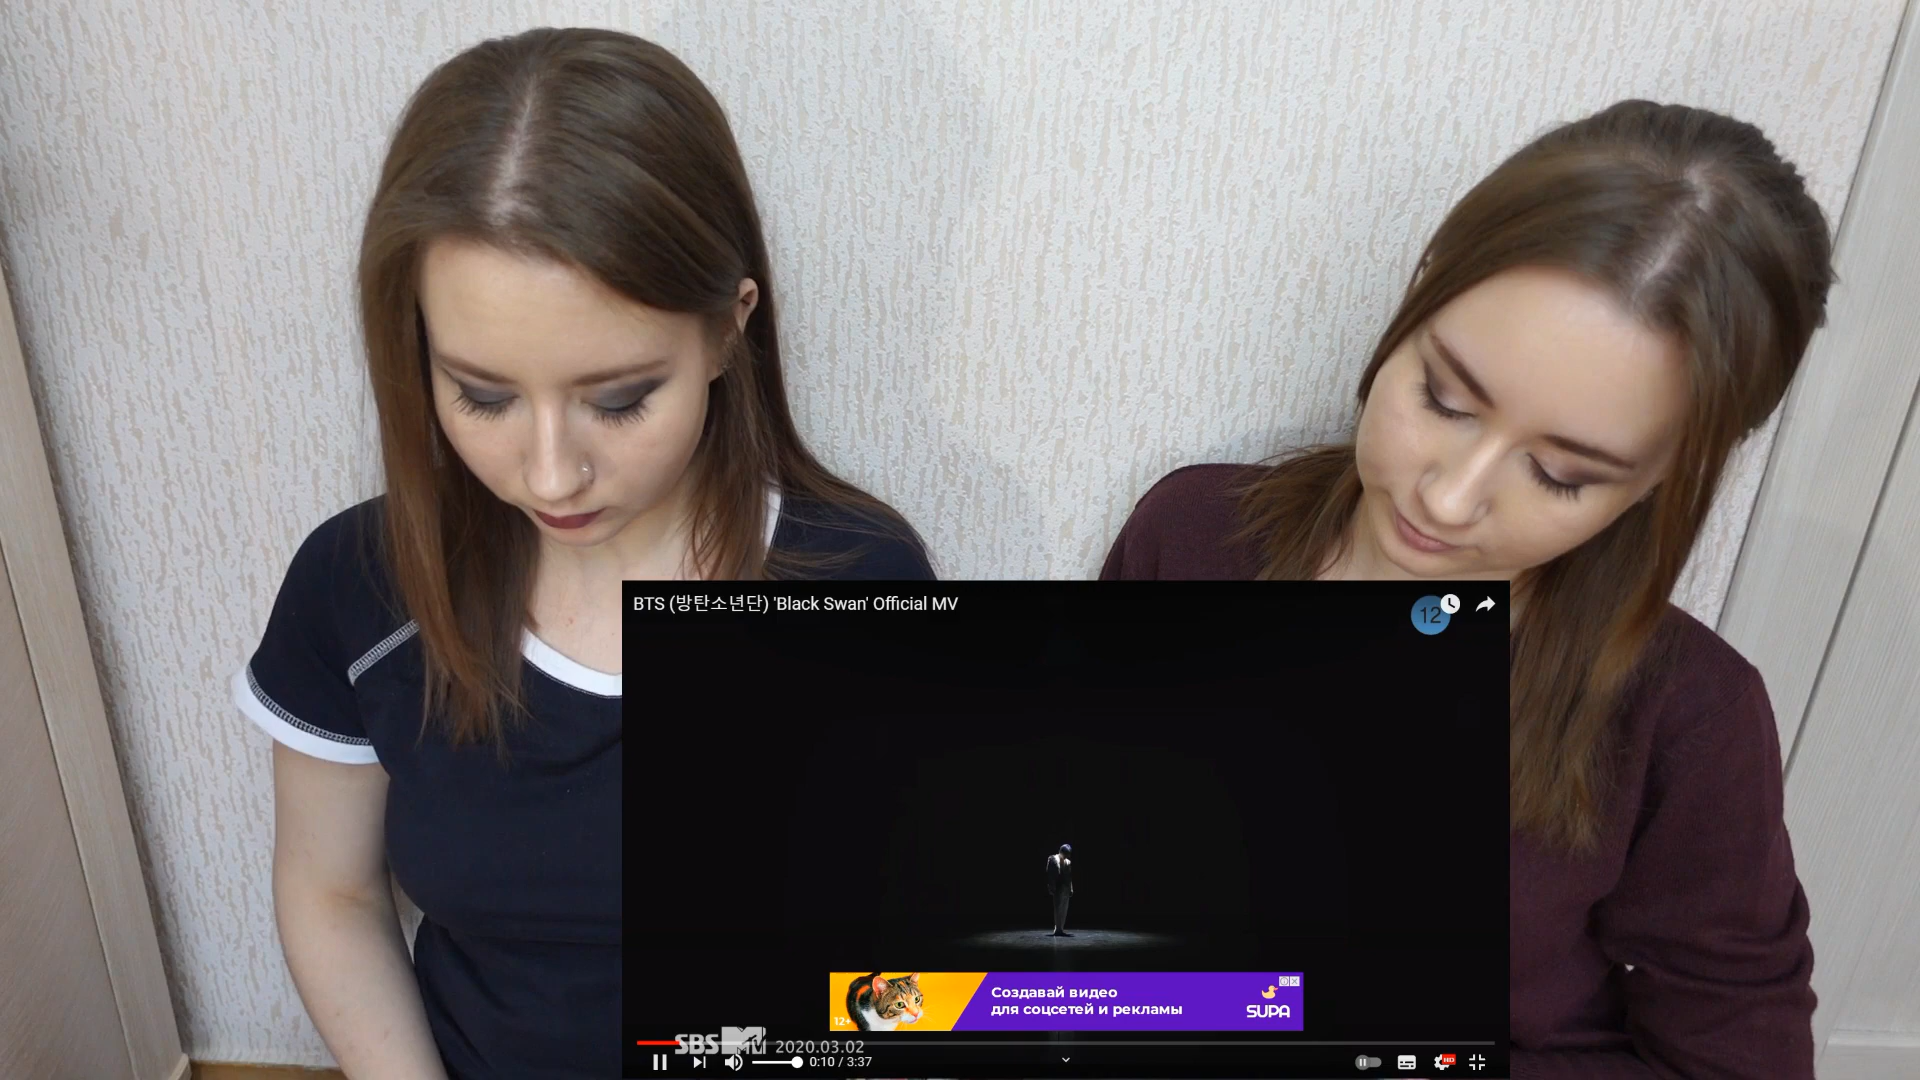 BTS (방탄소년단) 'Black Swan' Official MV
12
Создавай видео
для соцсетей и рекламы
SUPA
12+
SBS MTV 2020.03.02
0:10 / 3:37
HD